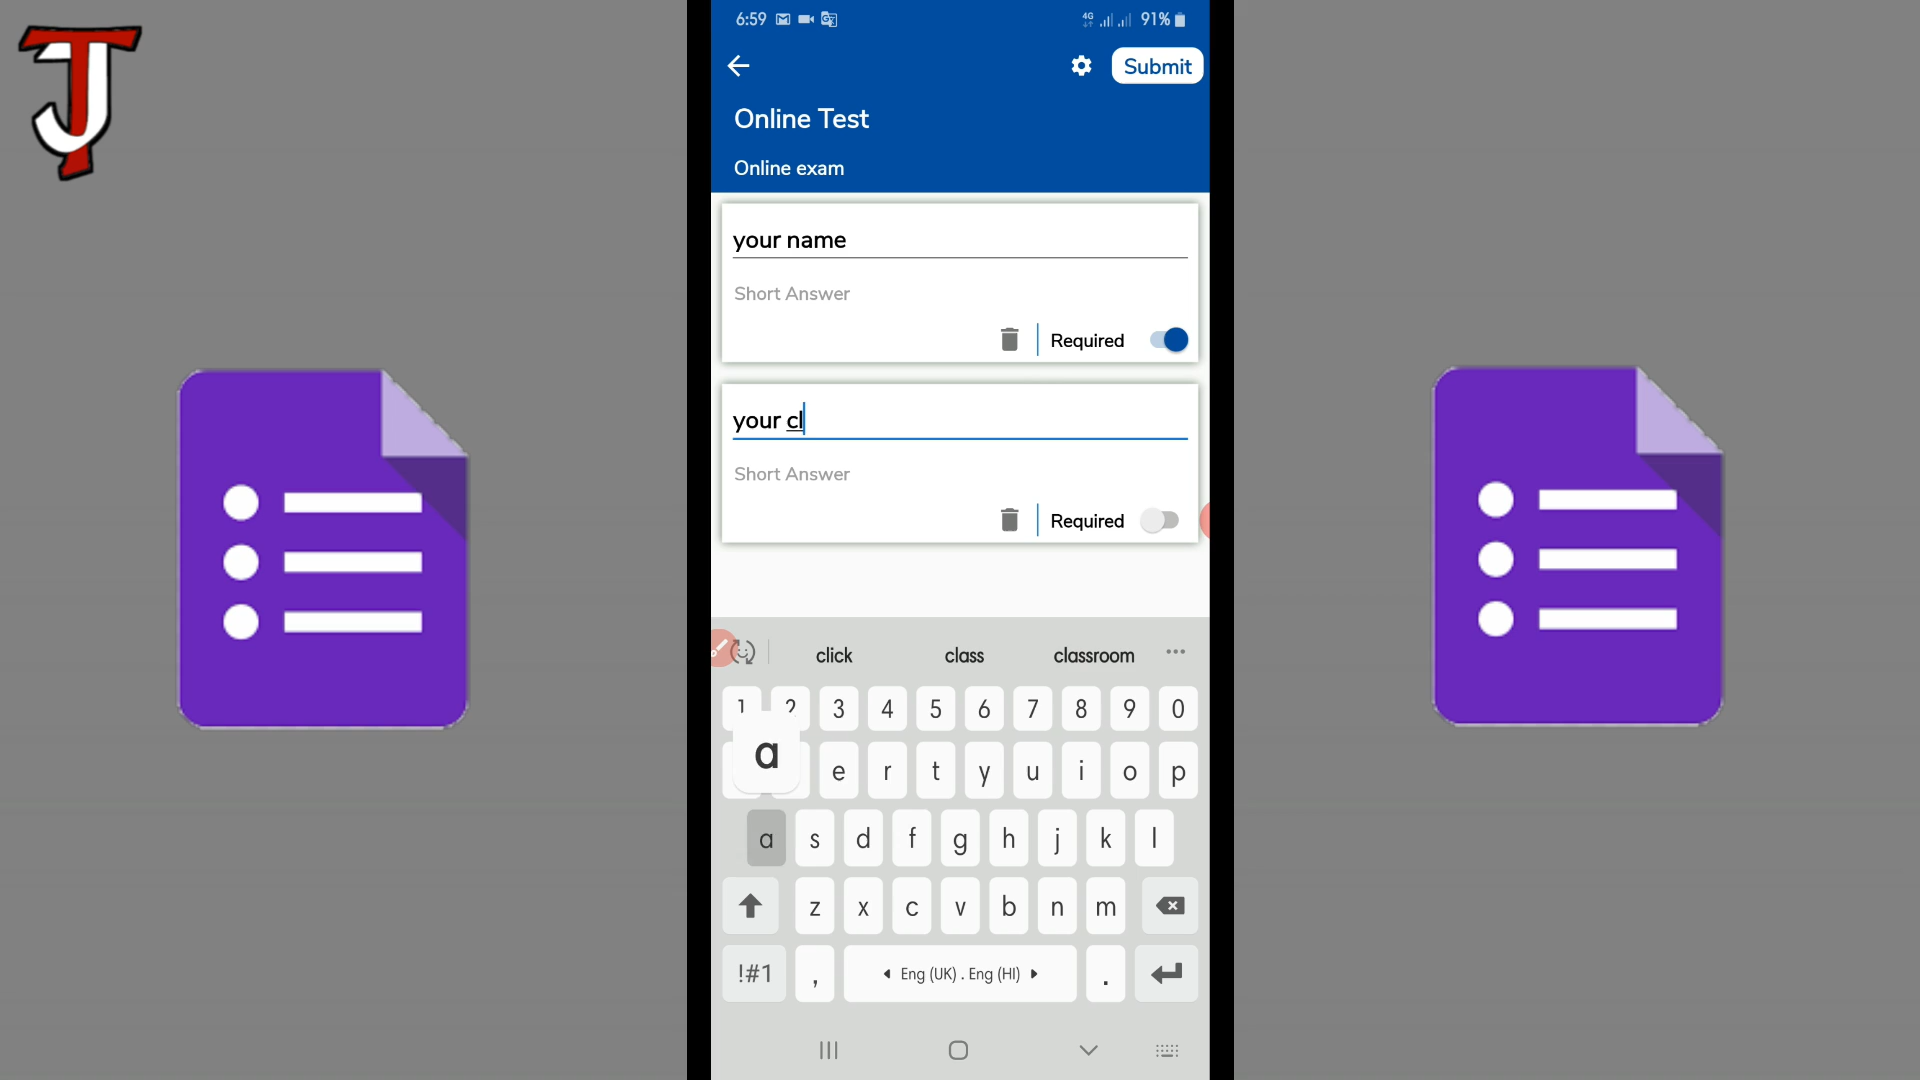 6:59 4G 91%
Submit
Online Test
Online exam
your name
Short Answer
Required
your cl
Short Answer
Required
click class classroom ...
1 2 3 4 5 6 7 8 9 0
a
e r t y u i o p
a s d f g h j k l
z x c v b n m
!#1 , Eng (UK) . Eng (HI) .